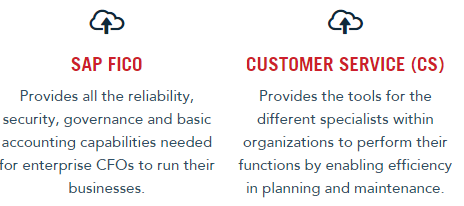 SAP FICO
Provides all the reliability,
security, governance and basic
accounting capabilities needed
for enterprise CFOs to run their
businesses.
CUSTOMER SERVICE (CS)
Provides the tools for the
different specialists within
organizations to perform their
functions by enabling efficiency
in planning and maintenance.